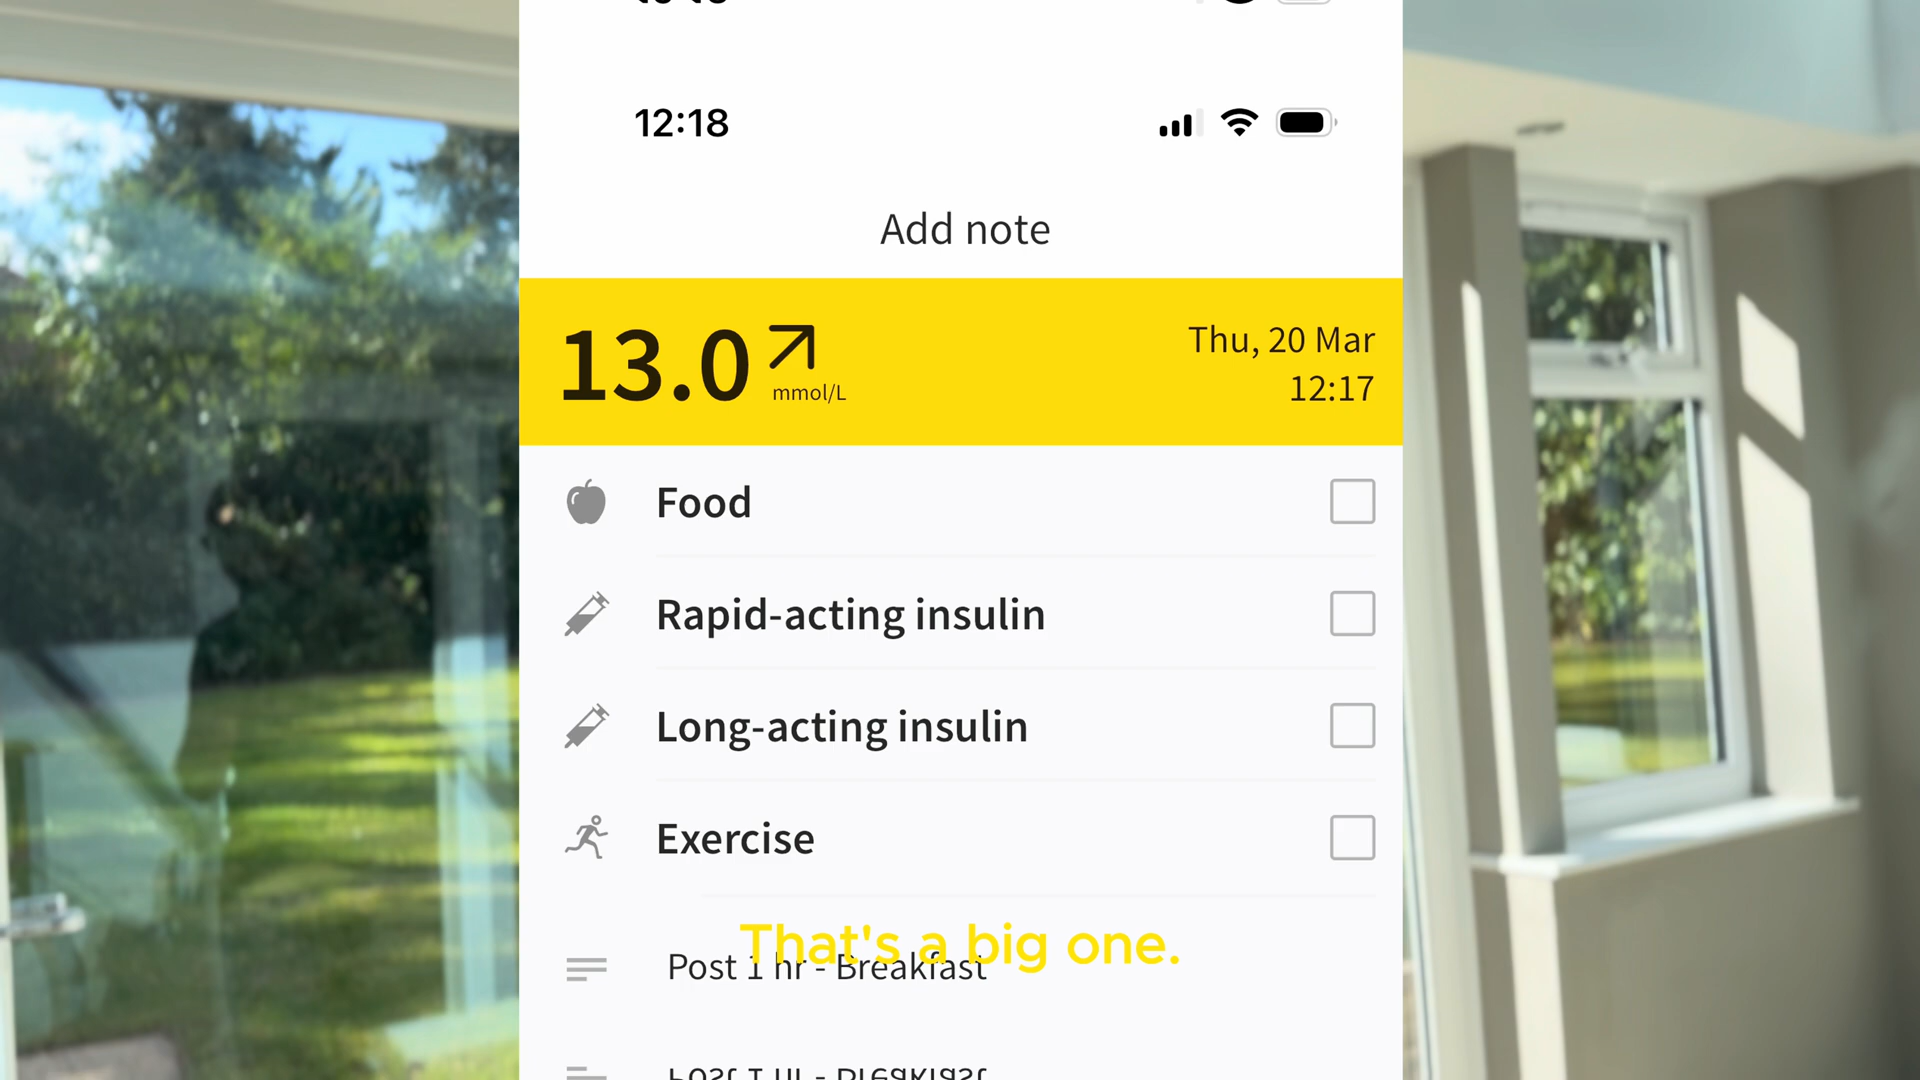 12:18
Add note
13.0
mmol/L
Thu, 20 Mar
12:17
Food
Rapid-acting insulin
Long-acting insulin
Exercise
That's a big one.
Post 1 hr - Breakfast